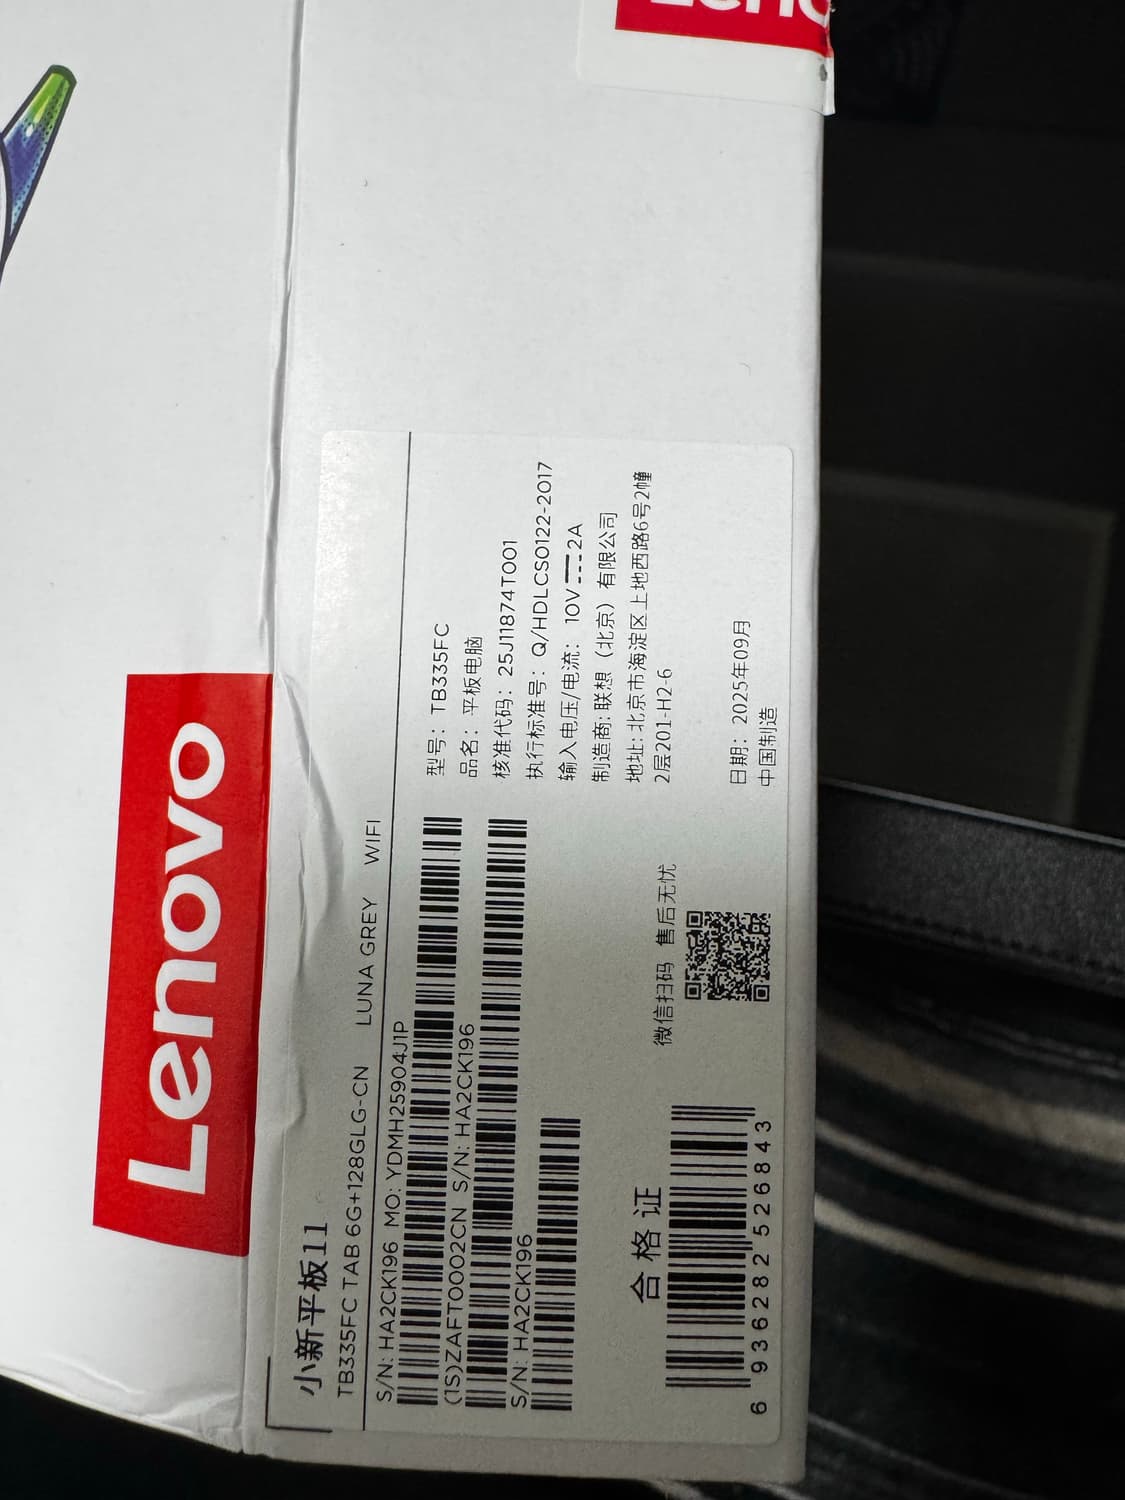 Lenovo
Lenovo
小新平板11
TB335FC TAB 6G+128GLG-CN LUNA GREY WIFI
S/N: HA2CK196 MO: YDMH25904J1P
(1S)ZAFT0002CN S/N: HA2CK196
S/N: HA2CK196
型号：TB335FC
品名：平板电脑
核准代码：25J11874T001
执行标准号：Q/HDLCS0122-2017
输入电压/电流：10V⎓2A
制造商: 联想（北京）有限公司
地址: 北京市海淀区上地西路6号2幢
2层201-H2-6
日期：2025年09月
中国制造
微信扫码 售后无忧
合格证
6 936282 526843